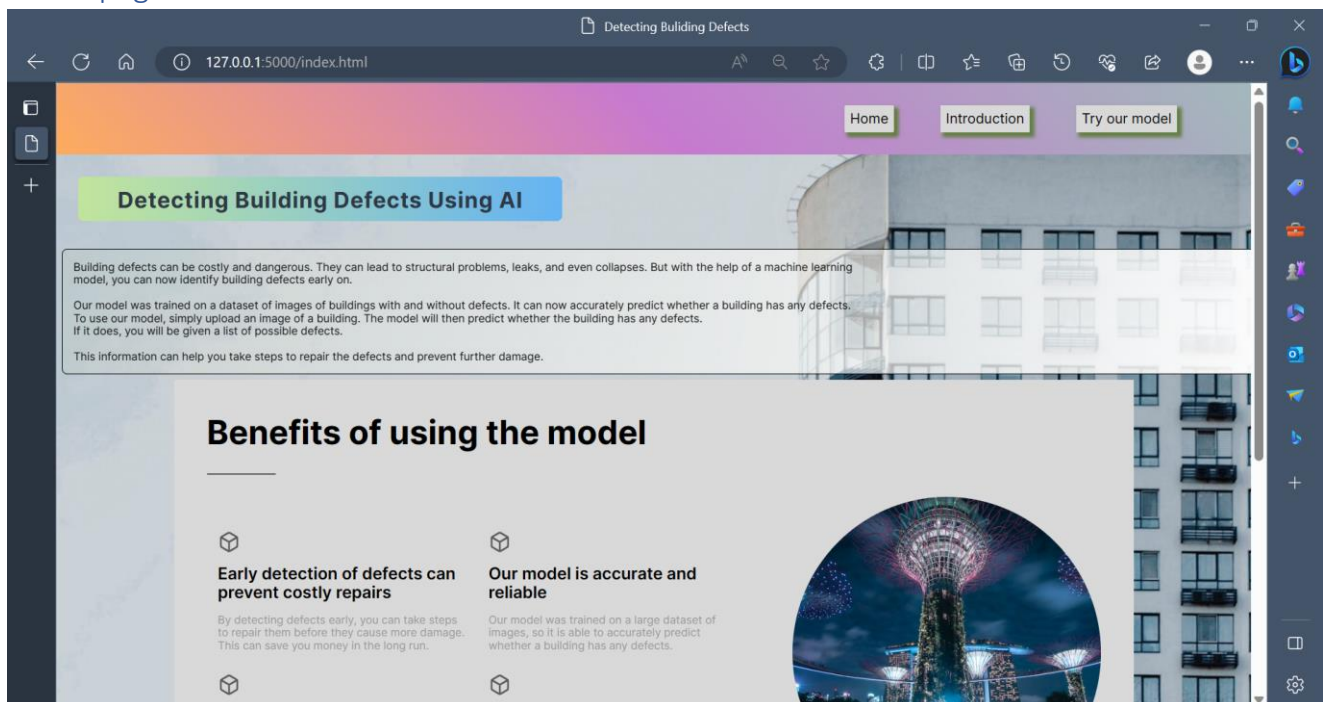 Detecting Buliding Defects
127.0.0.1:5000/index.html
Home Introduction Try our model
Detecting Building Defects Using AI
Building defects can be costly and dangerous. They can lead to structural problems, leaks, and even collapses. But with the help of a machine learning
model, you can now identify building defects early on.
Our model was trained on a dataset of images of buildings with and without defects. It can now accurately predict whether a building has any defects.
To use our model, simply upload an image of a building. The model will then predict whether the building has any defects.
If it does, you will be given a list of possible defects.
This information can help you take steps to repair the defects and prevent further damage.
Benefits of using the model
Early detection of defects can
prevent costly repairs
By detecting defects early, you can take steps
to repair them before they cause more damage.
This can save you money in the long run.
Our model is accurate and
reliable
Our model was trained on a large dataset of
images, so it is able to accurately predict
whether a building has any defects.